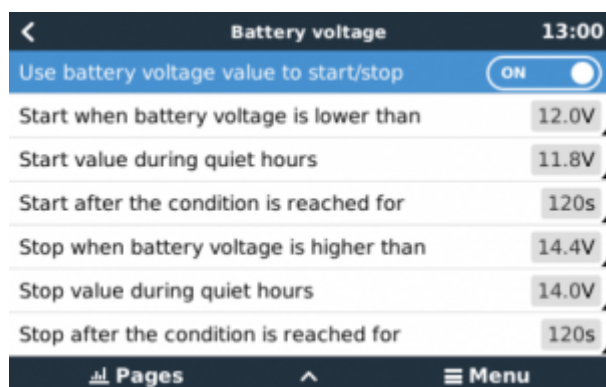 Battery voltage 13:00
Use battery voltage value to start/stop ON
Start when battery voltage is lower than 12.0V
Start value during quiet hours 11.8V
Start after the condition is reached for 120s
Stop when battery voltage is higher than 14.4V
Stop value during quiet hours 14.0V
Stop after the condition is reached for 120s
Pages Menu